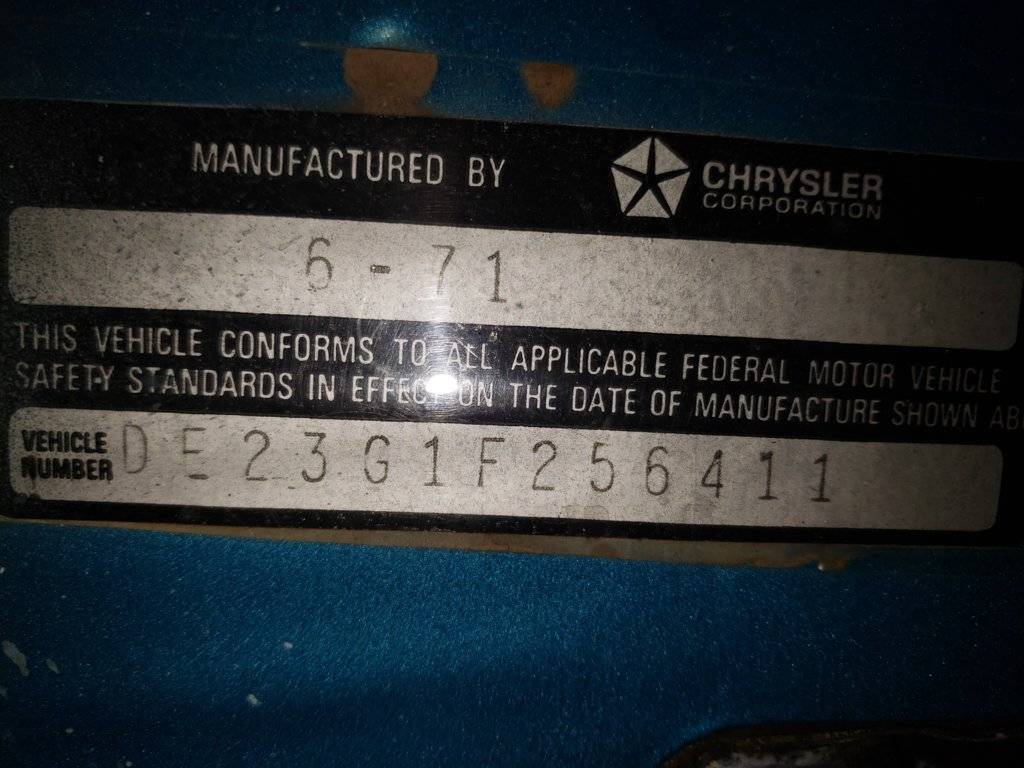 MANUFACTURED BY CHRYSLER
CORPORATION
6-71
THIS VEHICLE CONFORMS TO ALL APPLICABLE FEDERAL MOTOR VEHICLE
SAFETY STANDARDS IN EFFECT ON THE DATE OF MANUFACTURE SHOWN AB
VEHICLE
NUMBER DE23G1F256411